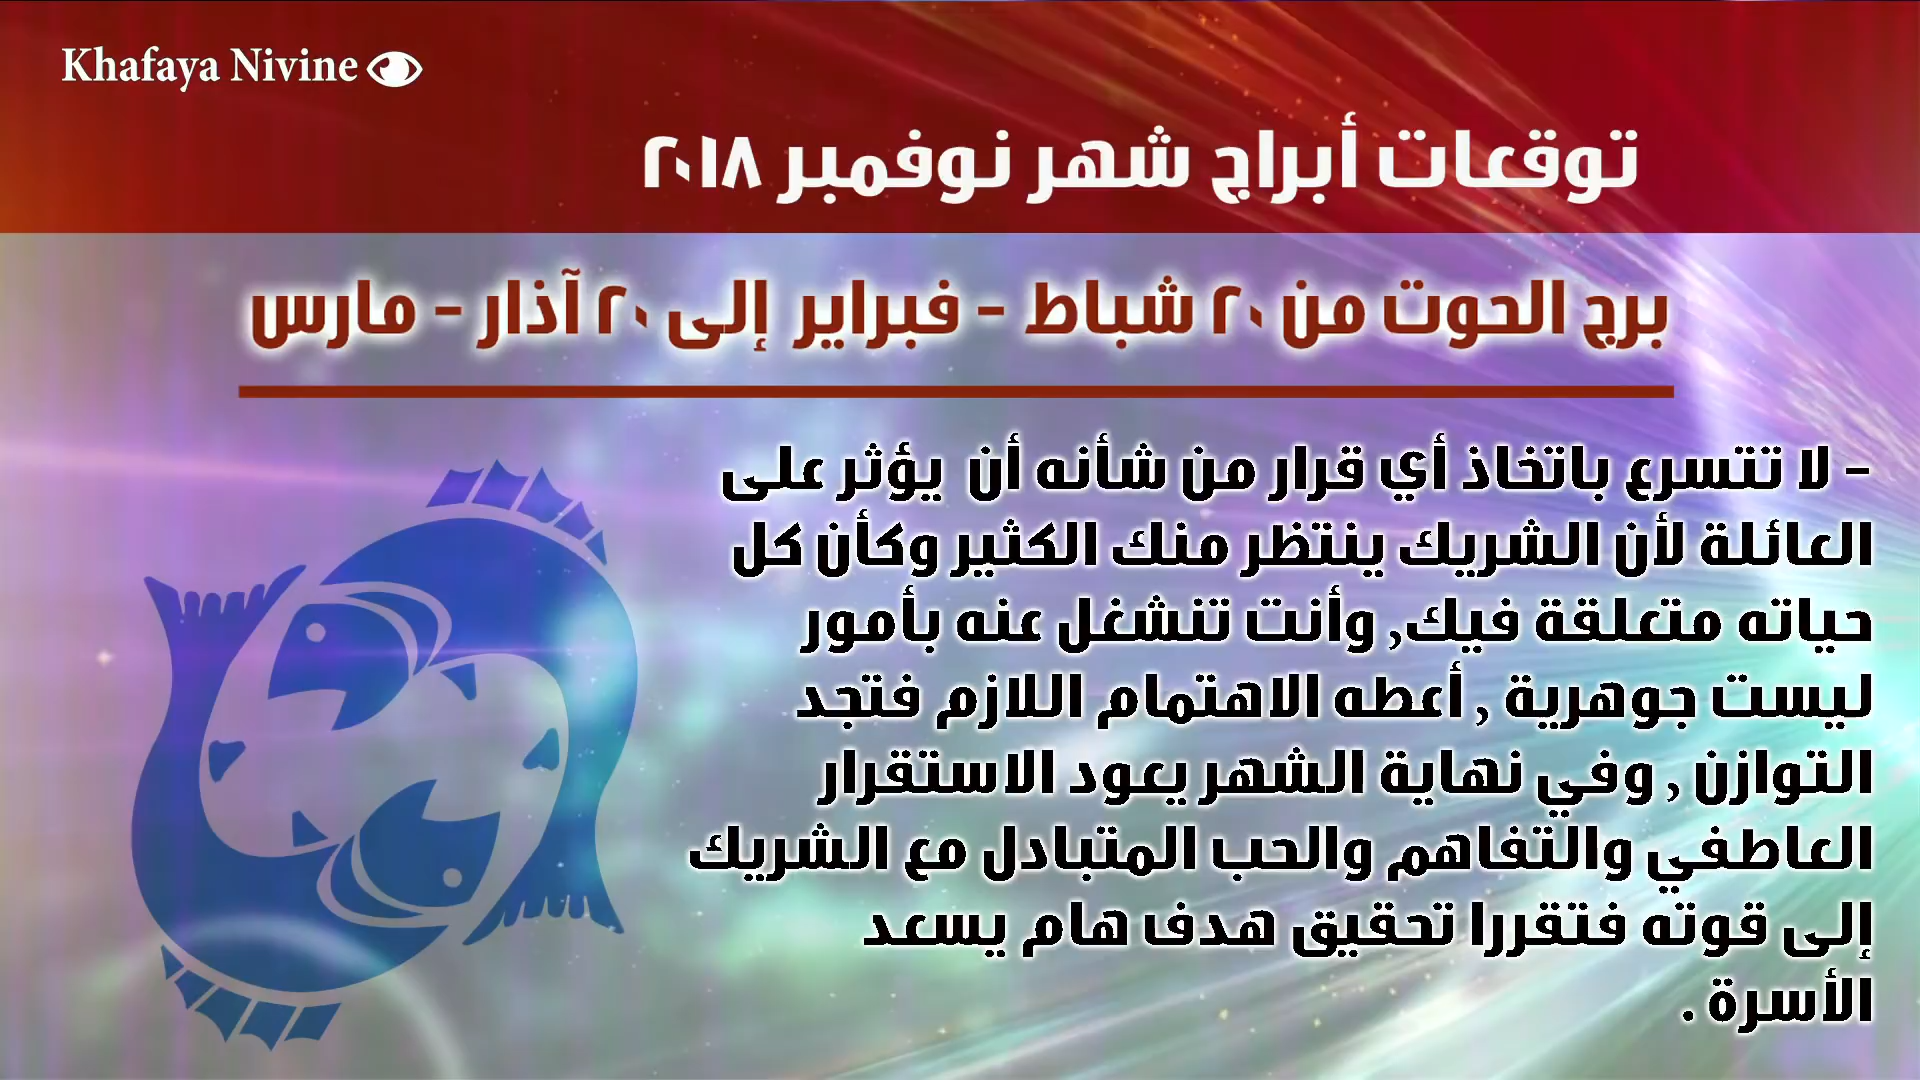 Khafaya Nivine
توقعات أبراج شهر نوفمبر ٢٠١٨
برج الحوت من ٢٠ شباط - فبراير إلى ٢٠ آذار - مارس
- لا تتسرع باتخاذ أي قرار من شأنه أن يؤثر على
العائلة لأن الشريك ينتظر منك الكثير وكأن كل
حياته متعلقة فيك, وأنت تنشغل عنه بأمور
ليست جوهرية , أعطه الاهتمام اللازم فتجد
التوازن , وفي نهاية الشهر يعود الاستقرار
العاطفي والتفاهم والحب المتبادل مع الشريك
إلى قوته فتقررا تحقيق هدف هام يسعد
الأسرة .